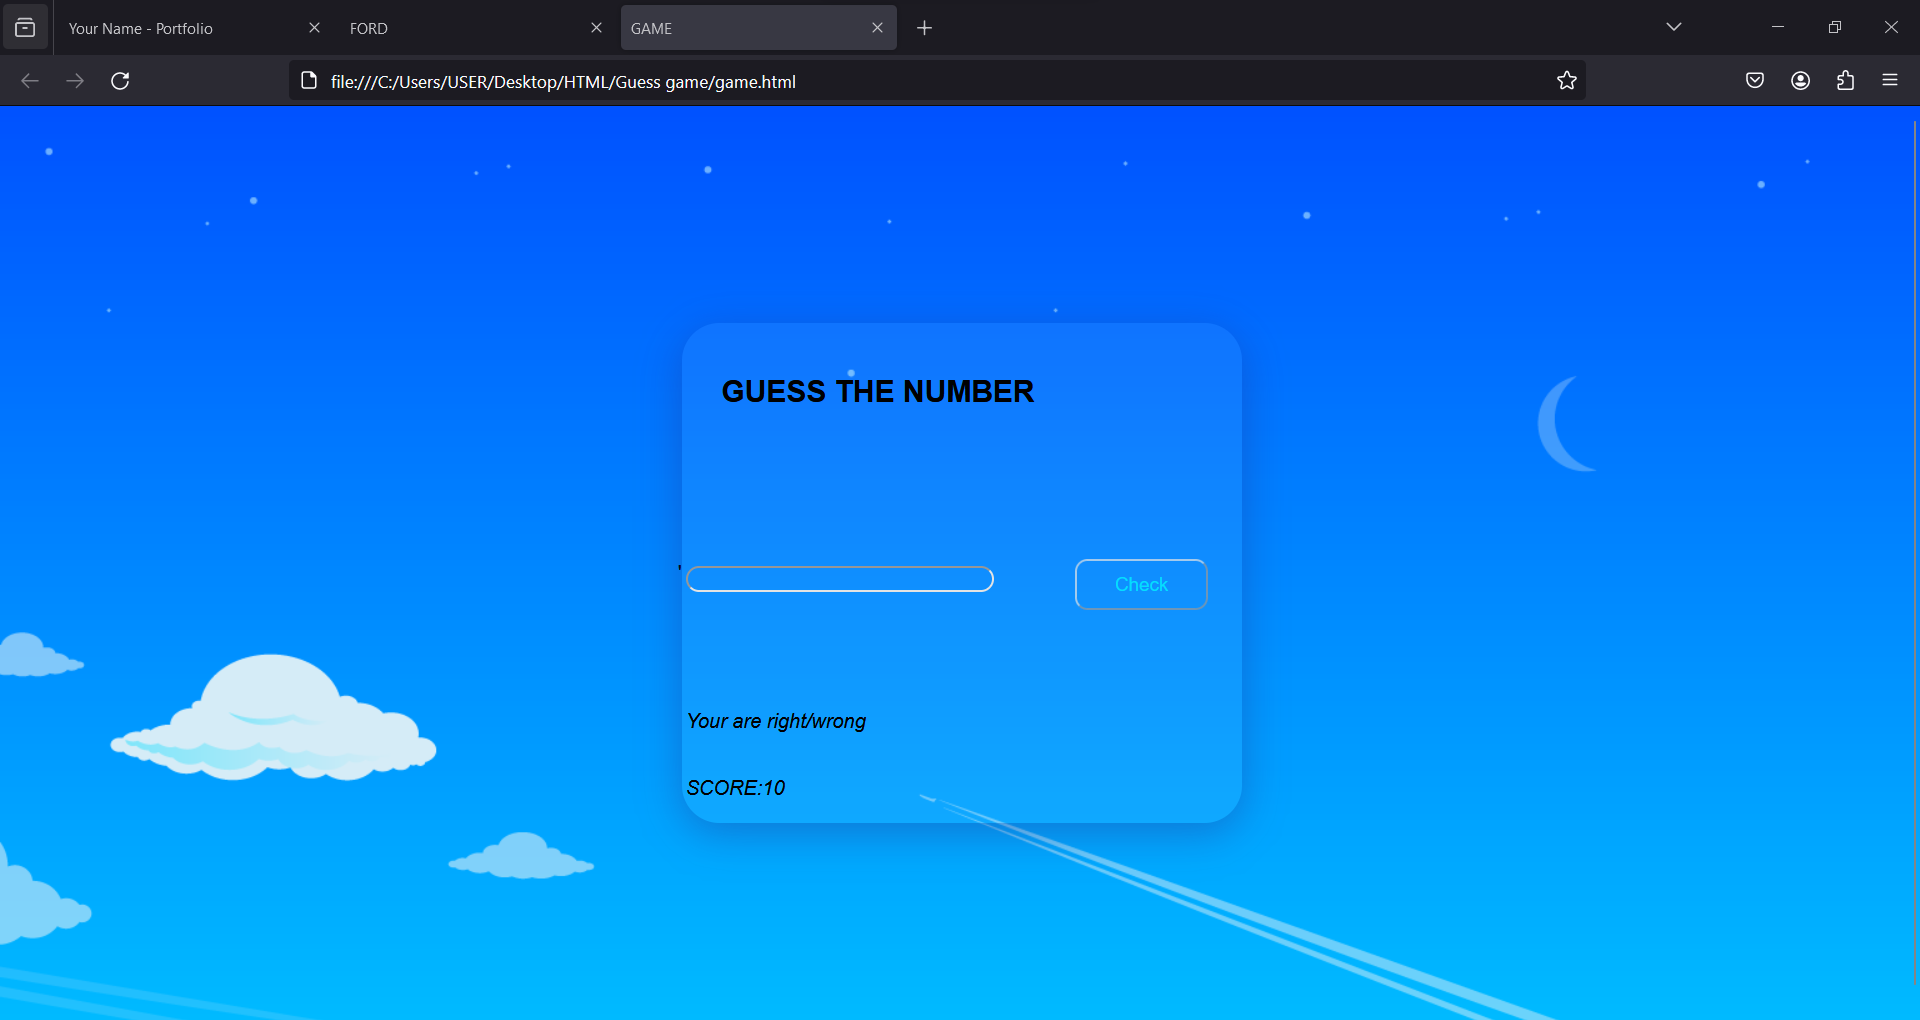 Your Name - Portfolio
FORD
GAME
file:///C:/Users/USER/Desktop/HTML/Guess game/game.html
GUESS THE NUMBER
'
Check
Your are right/wrong
SCORE:10